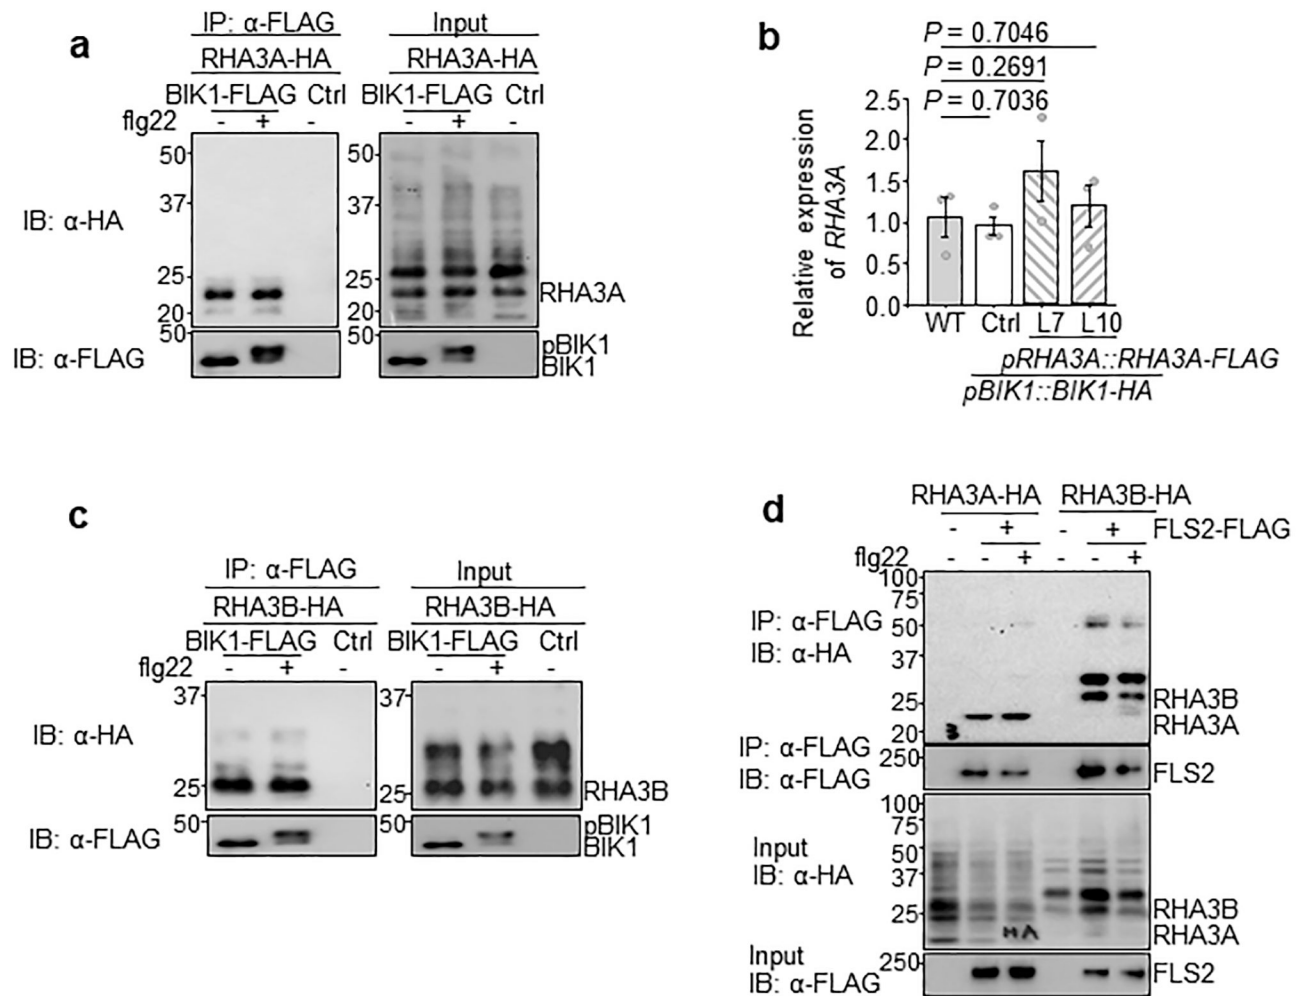 a
IP: α-FLAG Input
RHA3A-HA RHA3A-HA
BIK1-FLAG Ctrl BIK1-FLAG Ctrl
flg22 - + - - + -
50 50
37 37
IB: α-HA
25 25
RHA3A
20 20
50 50
IB: α-FLAG
pBIK1
BIK1
b
P = 0.7046
P = 0.2691
P = 0.7036
Relative expression
of RHA3A
2.5
2.0
1.5
1.0
0.5
0.0
WT Ctrl L7 L10
pRHA3A::RHA3A-FLAG
pBIK1::BIK1-HA
c
IP: α-FLAG Input
RHA3B-HA RHA3B-HA
BIK1-FLAG Ctrl BIK1-FLAG Ctrl
flg22 - + - - + -
37 37
IB: α-HA
25 25
RHA3B
50 50
IB: α-FLAG
pBIK1
BIK1
d
RHA3A-HA RHA3B-HA
- + - + FLS2-FLAG
flg22 - - + - - +
100
75
IP: α-FLAG
50
IB: α-HA
37
25
RHA3B
RHA3A
20
IP: α-FLAG
250
IB: α-FLAG
FLS2
100
75
Input
50
IB: α-HA
37
25
RHA3B
HA
RHA3A
Input
250
IB: α-FLAG
FLS2